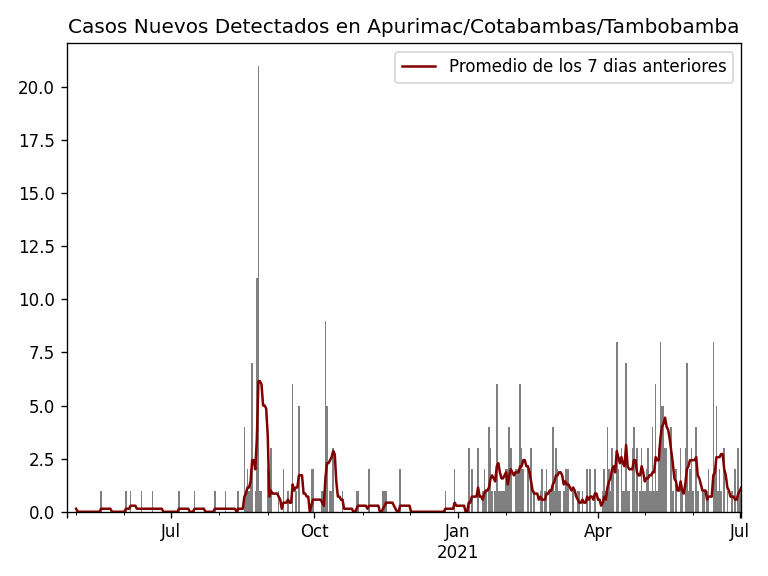 Casos Nuevos Detectados en Apurimac/Cotabambas/Tambobamba
Promedio de los 7 dias anteriores
20.0
17.5
15.0
12.5
10.0
7.5
5.0
2.5
0.0
Jul
Oct
Jan
2021
Apr
Jul